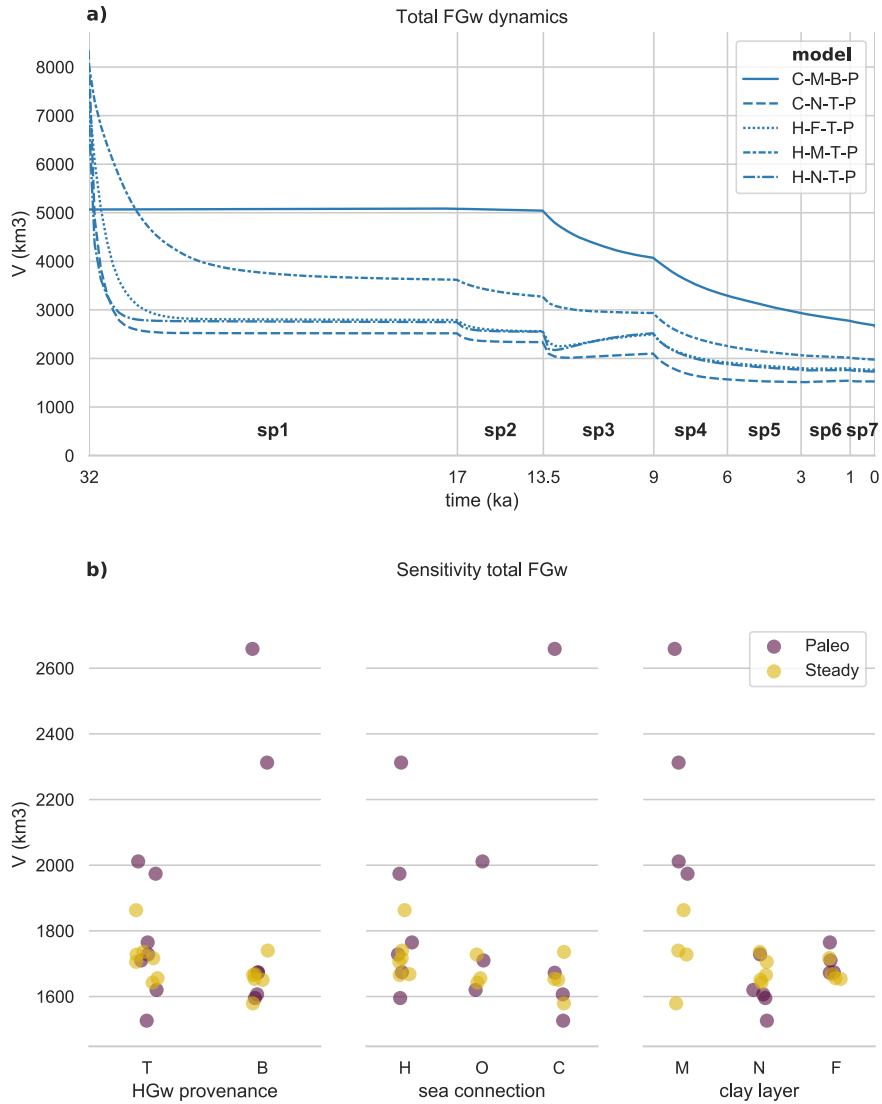 a) Total FGw dynamics
8000
7000
6000
5000
4000
3000
2000
1000
0
V (km3)
model
C-M-B-P
C-N-T-P
H-F-T-P
H-M-T-P
H-N-T-P
sp1 sp2 sp3 sp4 sp5 sp6 sp7
32 17 13.5 9 6 3 1 0
time (ka)
b) Sensitivity total FGw
Paleo
Steady
2600
2400
2200
2000
1800
1600
V (km3)
T B H O C M N F
HGw provenance sea connection clay layer